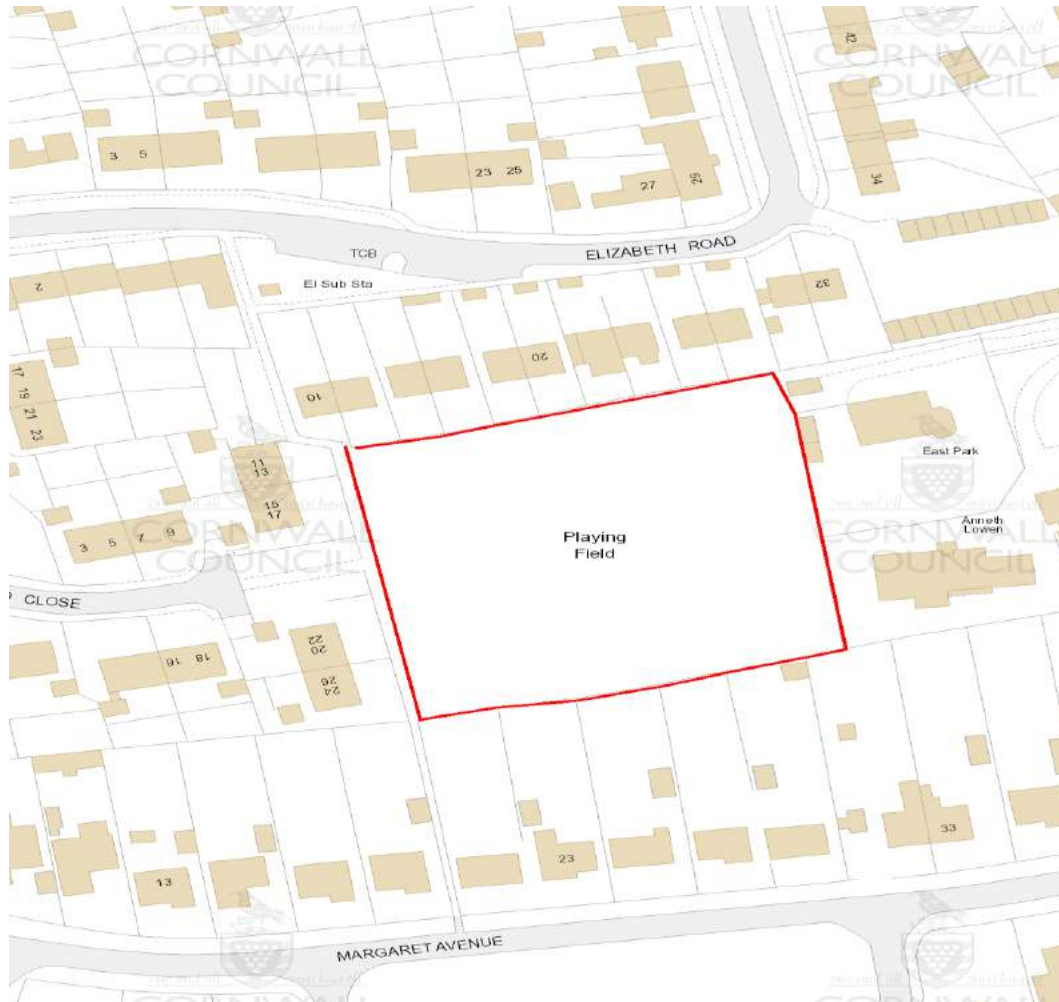 CORNWALL
COUNCIL
CORNWALL
COUNCIL
42
3 5
23 25
27
29
34
TCB
ELIZABETH ROAD
El Sub Sta
2
32
20
10
17
19
21
23
11
13
15
17
3 5 7 9
East Park
CORNWALL
COUNCIL
CORNWALL
COUNCIL
Anneth
Lowen
Playing
Field
CLOSE
22
20
16 18
26
24
23
33
13
MARGARET AVENUE